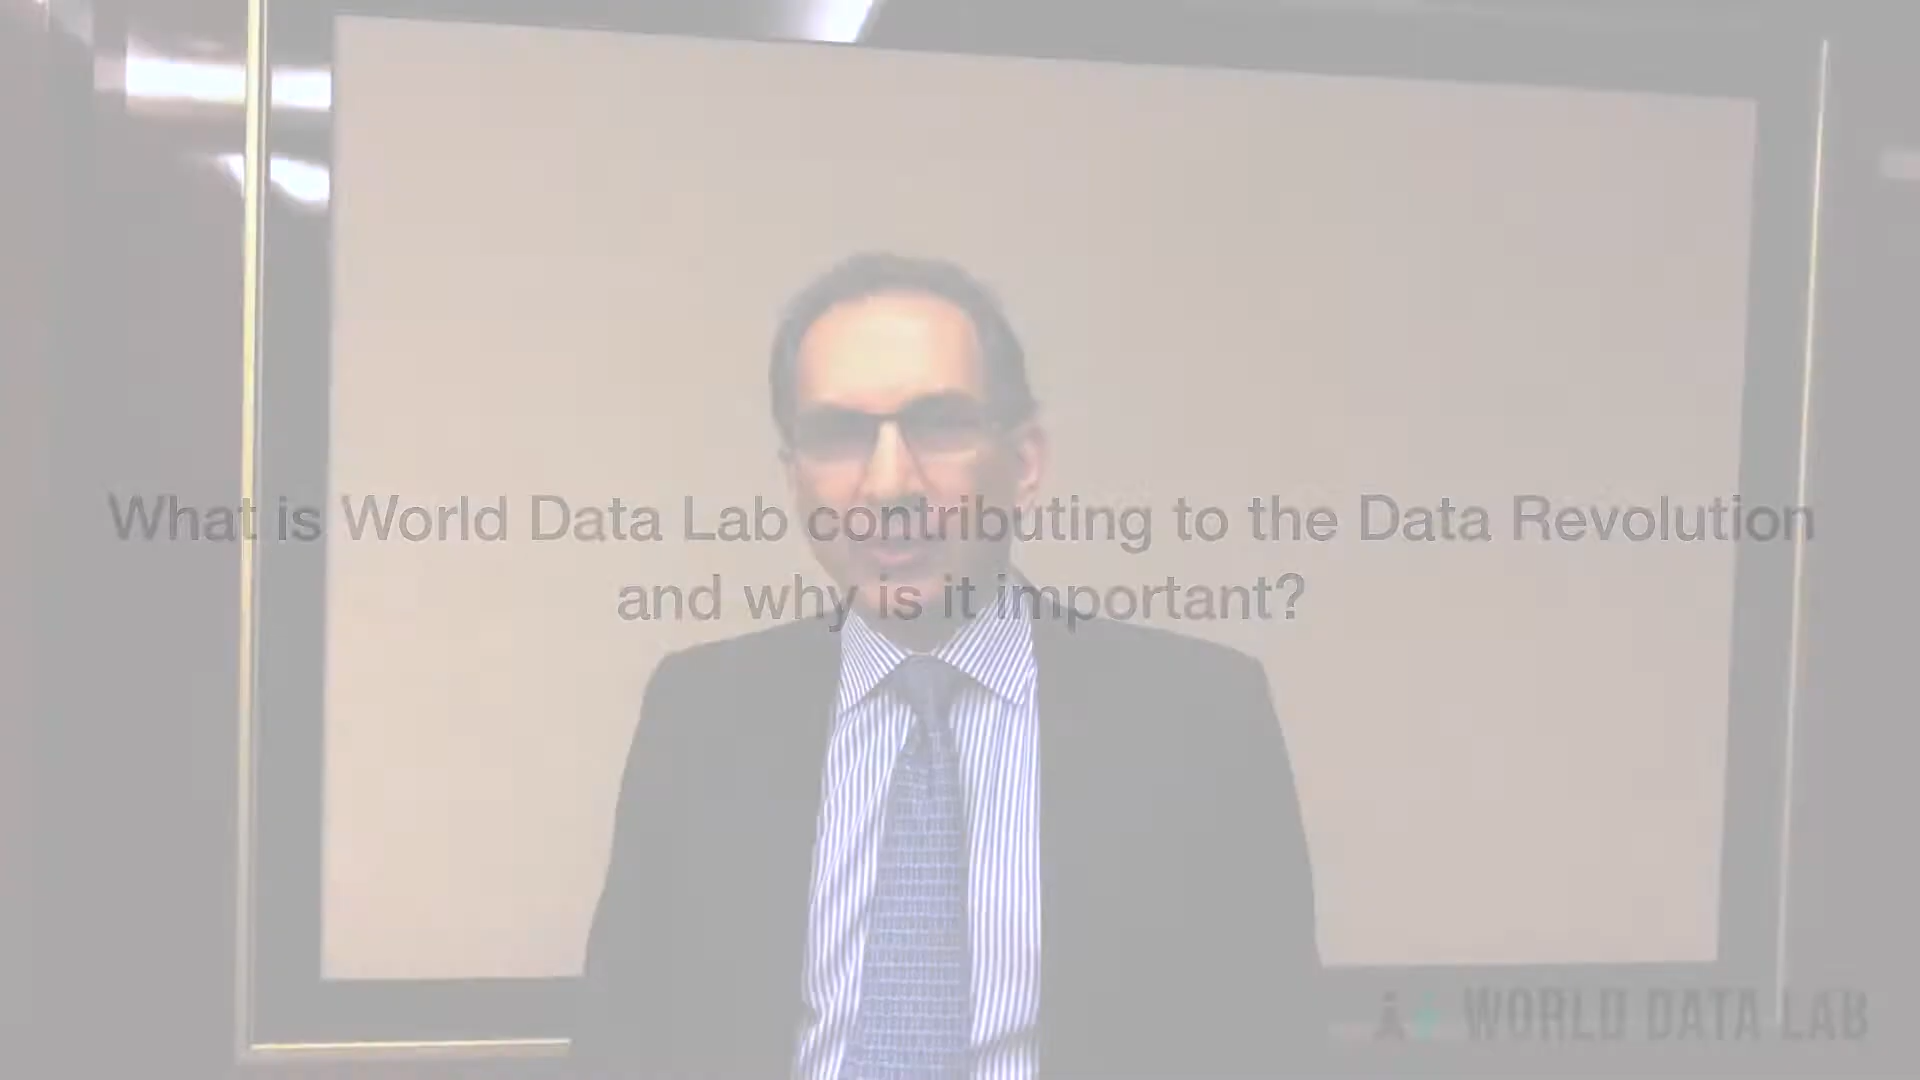 What is World Data Lab contributing to the Data Revolution
and why is it important?
WORLD DATA LAB